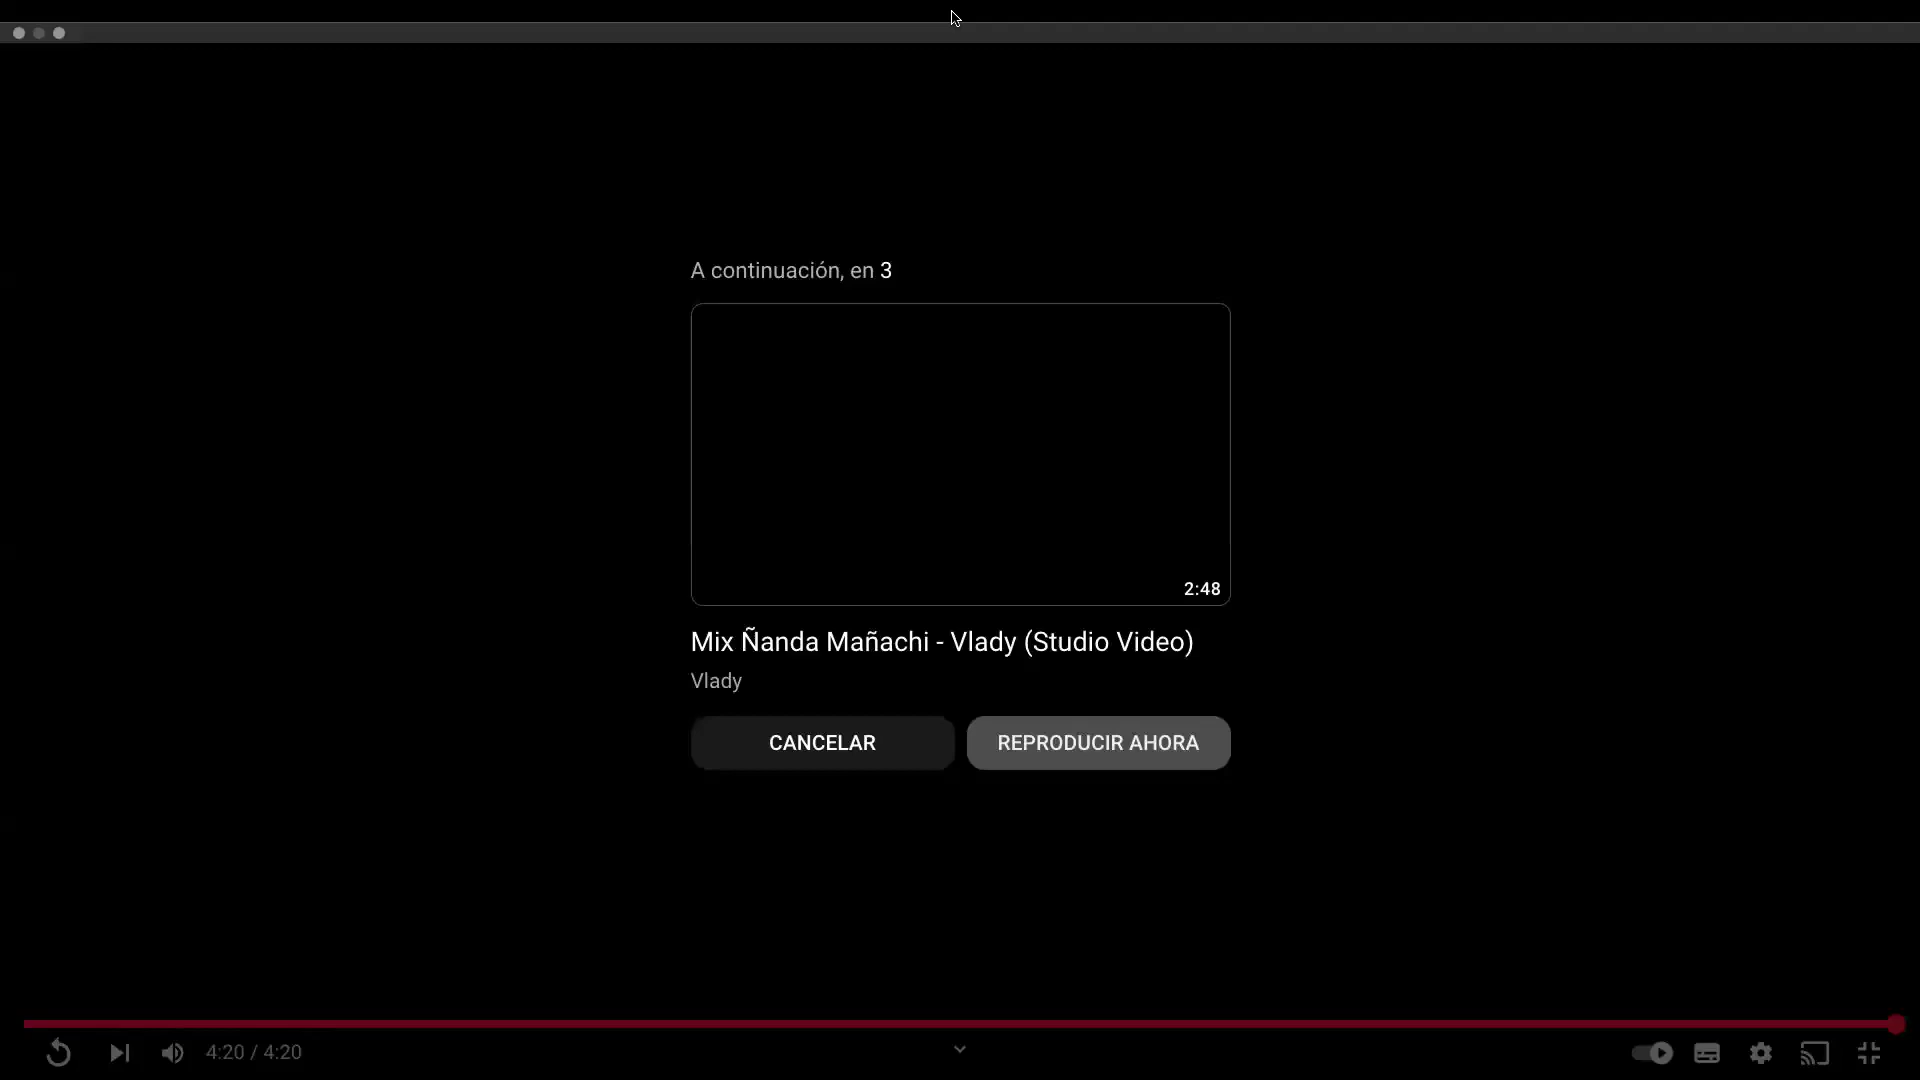 A continuación, en 3
2:48
Mix Ñanda Mañachi - Vlady (Studio Video)
Vlady
CANCELAR
REPRODUCIR AHORA
4:20 / 4:20